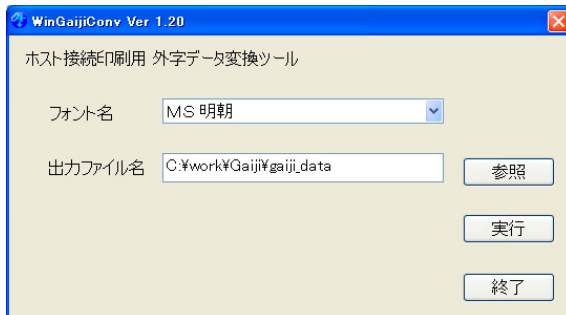 WinGaijiConv Ver 1.20
ホスト接続印刷用 外字データ変換ツール
フォント名 MS 明朝
出力ファイル名 C:¥work¥Gaiji¥gaiji_data
参照
実行
終了